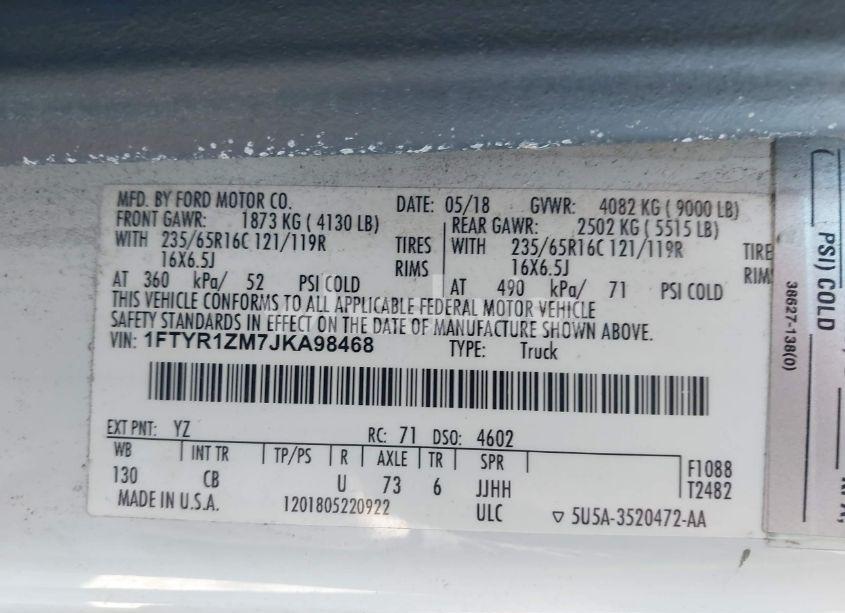 MFD. BY FORD MOTOR CO. DATE: 05/18 GVWR: 4082 KG ( 9000 LB)
FRONT GAWR: 1873 KG ( 4130 LB) REAR GAWR: 2502 KG ( 5515 LB)
WITH 235/65R16C 121/119R TIRES WITH 235/65R16C 121/119R TIRE
16X6.5J RIMS 16X6.5J RIMS
AT 360 kPa/ 52 PSI COLD AT 490 kPa/ 71 PSI COLD
THIS VEHICLE CONFORMS TO ALL APPLICABLE FEDERAL MOTOR VEHICLE
SAFETY STANDARDS IN EFFECT ON THE DATE OF MANUFACTURE SHOWN ABOVE.
VIN: 1FTYR1ZM7JKA98468 TYPE: Truck
EXT PNT: YZ RC: 71 DSO: 4602
WB INT TR TP/PS R AXLE TR SPR F1088
130 CB U 73 6 JJHH T2482
MADE IN U.S.A. 1201805220922 ULC ▽ 5U5A-3520472-AA
PSI) COLD
38627-138(0)